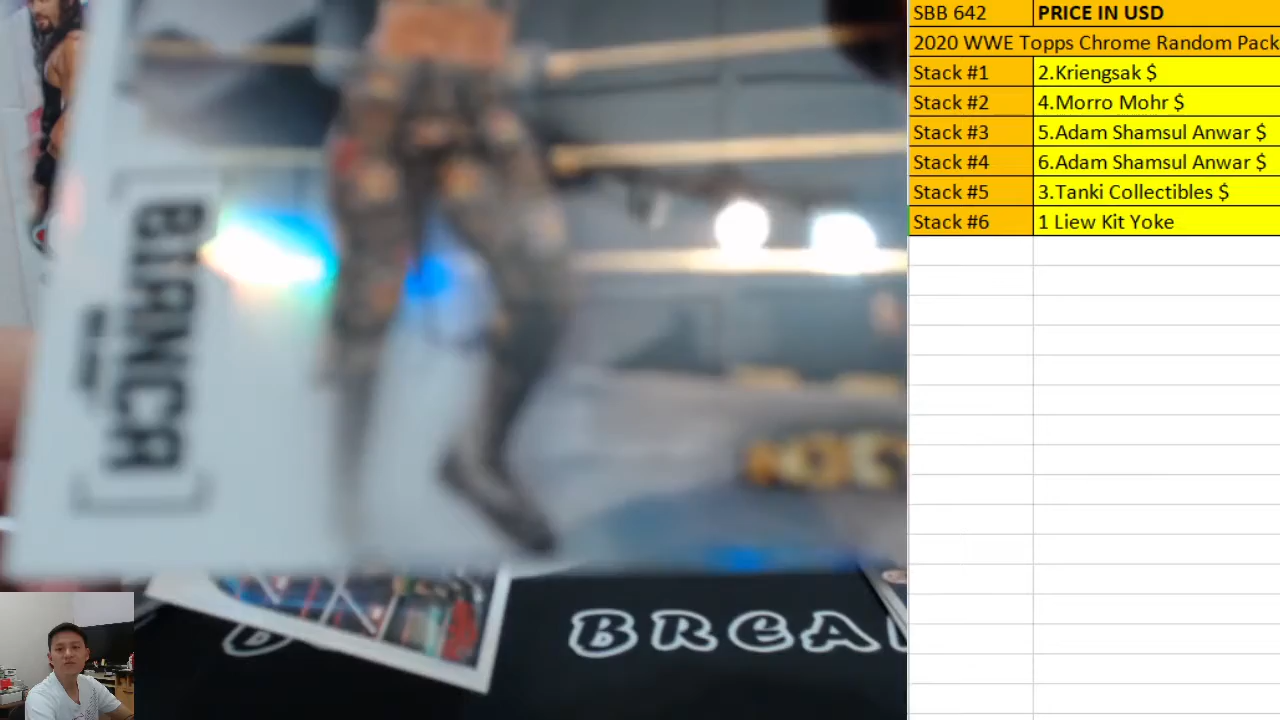 SBB 642 PRICE IN USD
2020 WWE Topps Chrome Random Pack
Stack #1 2.Kriengsak $
Stack #2 4.Morro Mohr $
Stack #3 5.Adam Shamsul Anwar $
Stack #4 6.Adam Shamsul Anwar $
Stack #5 3.Tanki Collectibles $
Stack #6 1 Liew Kit Yoke
BIANCA
BREA